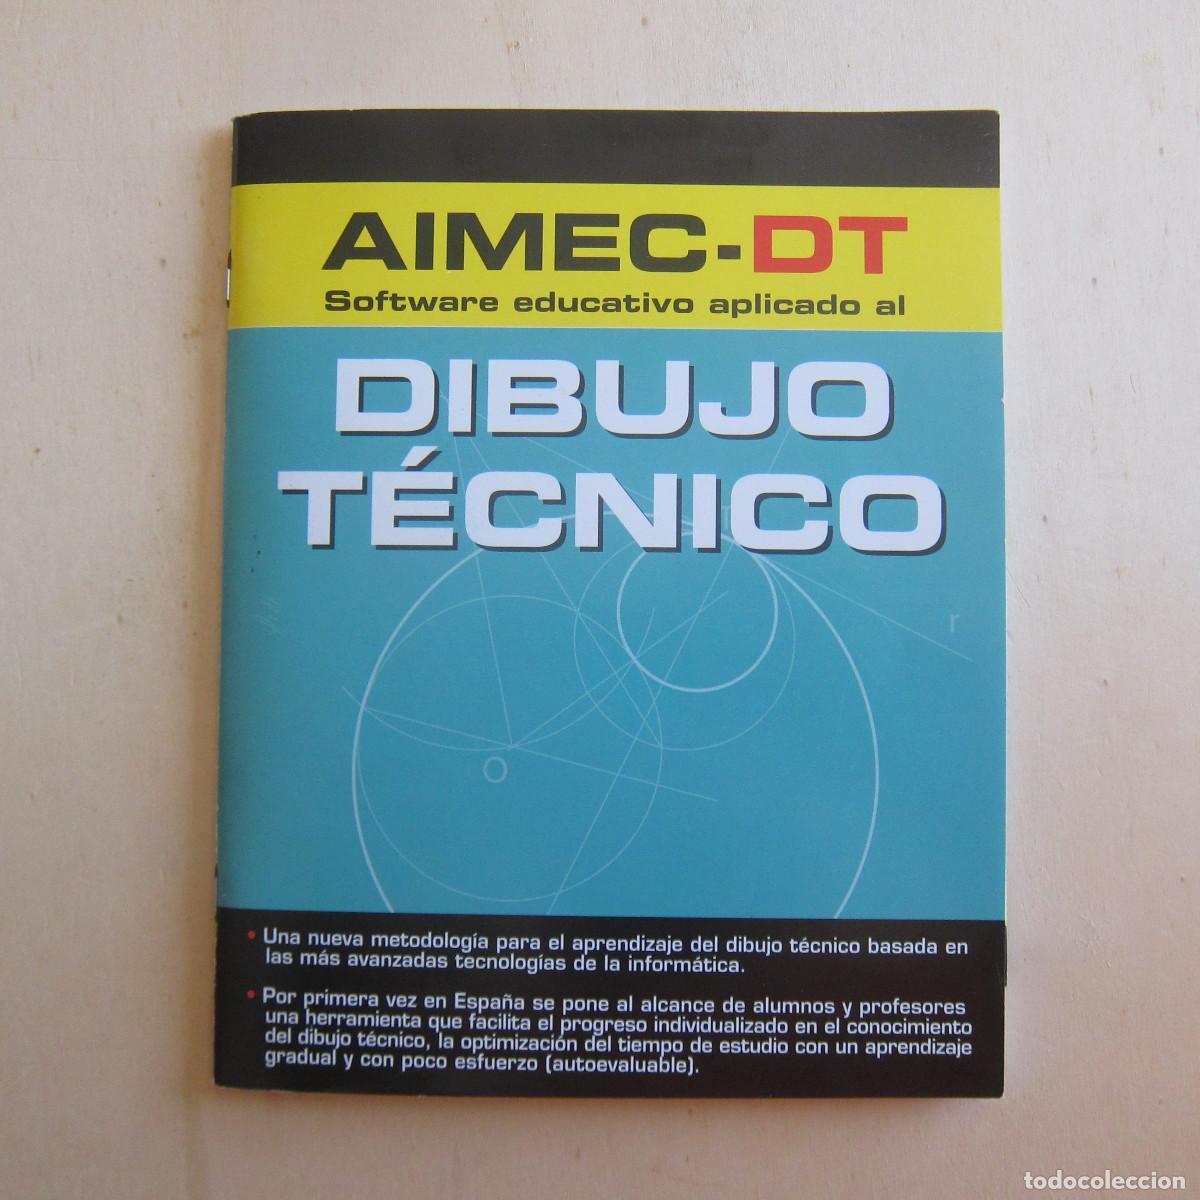 AIMEC-DT
Software educativo aplicado al
DIBUJO
TÉCNICO
r
O
• Una nueva metodología para el aprendizaje del dibujo técnico basada en
las más avanzadas tecnologías de la informática.
• Por primera vez en España se pone al alcance de alumnos y profesores
una herramienta que facilita el progreso individualizado en el conocimiento
del dibujo técnico, la optimización del tiempo de estudio con un aprendizaje
gradual y con poco esfuerzo (autoevaluable).
todocoleccion